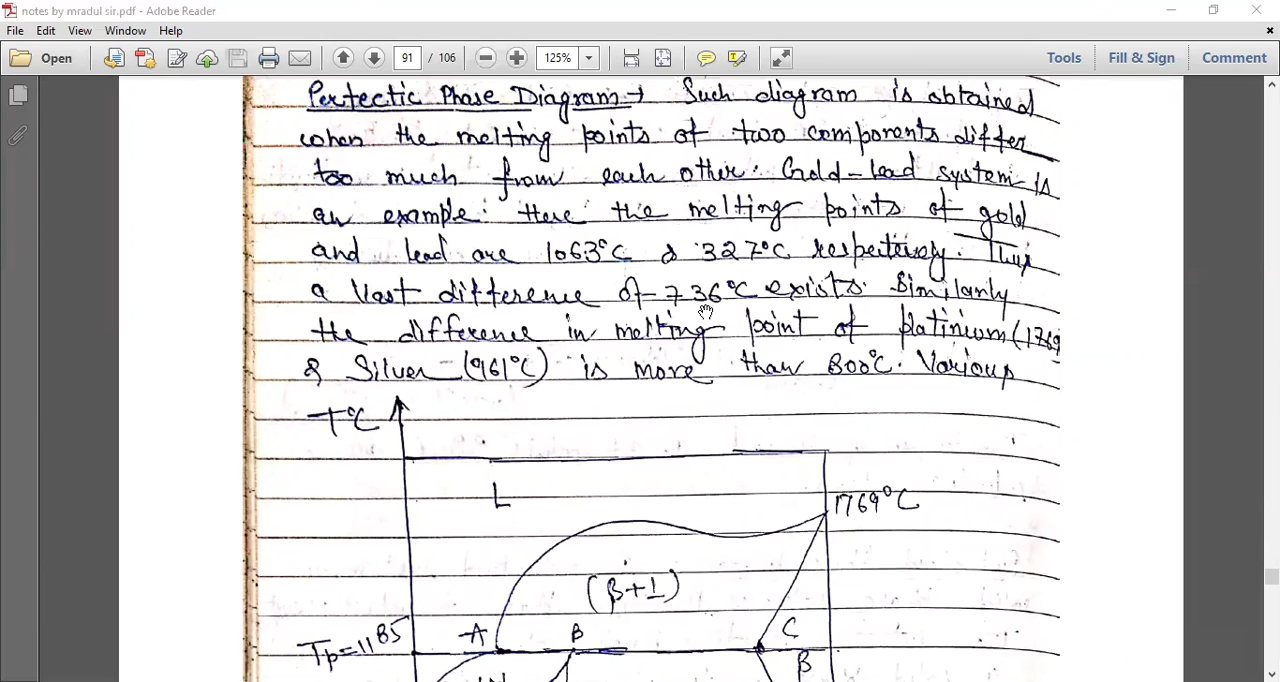 notes by mradul sir.pdf - Adobe Reader
File Edit View Window Help
Open 91 / 106 125% Tools Fill & Sign Comment
Pertectic Phase Diagram → Such diagram is obtained
when the melting points of two components differ
too much from each other. Gold-lead system is
an example. Here the melting points of gold
and lead are 1063°C & 327°C respectively. Thus
a Vast difference of 736°C exists. Similarly
the difference in melting point of platinium (1769
& Silver (961°C) is more than 800°C. Various
T°C
L
1769°C
(β+L)
Tp=1185 A B C
β